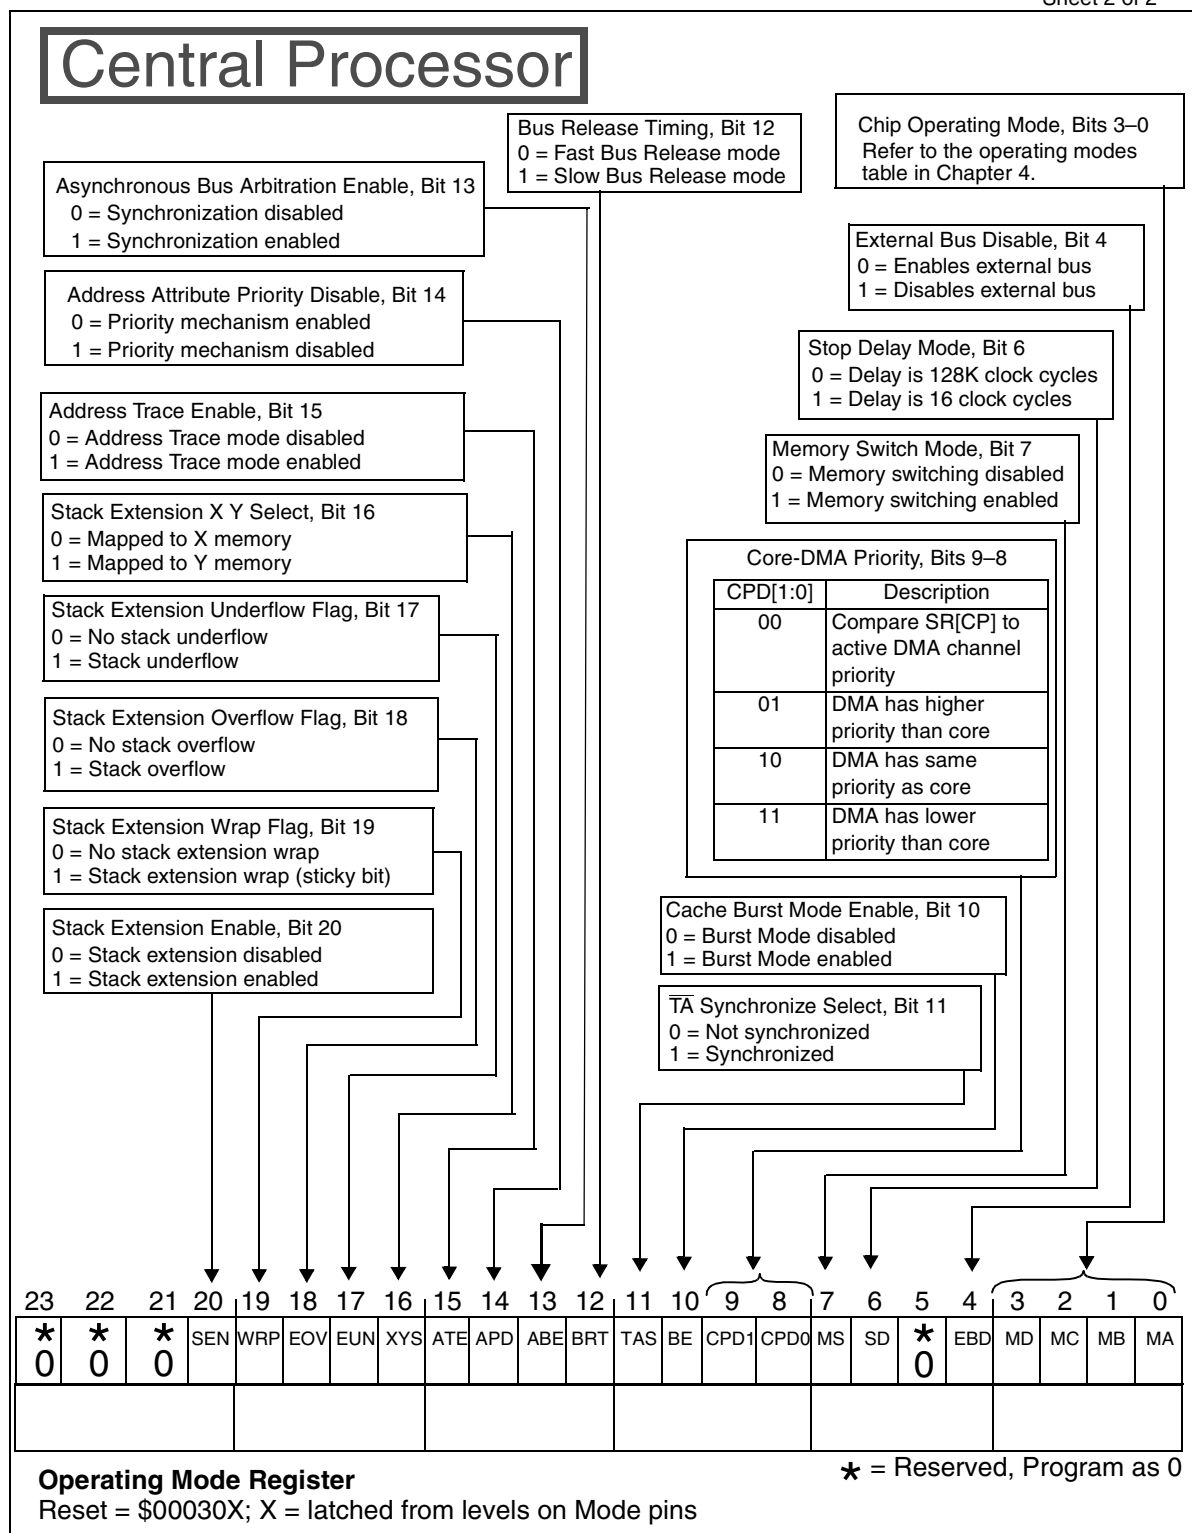 Sheet 2 of 2
Central Processor
Bus Release Timing, Bit 12
0 = Fast Bus Release mode
1 = Slow Bus Release mode
Chip Operating Mode, Bits 3–0
Refer to the operating modes
table in Chapter 4.
Asynchronous Bus Arbitration Enable, Bit 13
0 = Synchronization disabled
1 = Synchronization enabled
External Bus Disable, Bit 4
0 = Enables external bus
1 = Disables external bus
Address Attribute Priority Disable, Bit 14
0 = Priority mechanism enabled
1 = Priority mechanism disabled
Stop Delay Mode, Bit 6
0 = Delay is 128K clock cycles
1 = Delay is 16 clock cycles
Address Trace Enable, Bit 15
0 = Address Trace mode disabled
1 = Address Trace mode enabled
Memory Switch Mode, Bit 7
0 = Memory switching disabled
1 = Memory switching enabled
Stack Extension X Y Select, Bit 16
0 = Mapped to X memory
1 = Mapped to Y memory
Core-DMA Priority, Bits 9–8
CPD[1:0] Description
00 Compare SR[CP] to
active DMA channel
priority
01 DMA has higher
priority than core
10 DMA has same
priority as core
11 DMA has lower
priority than core
Stack Extension Underflow Flag, Bit 17
0 = No stack underflow
1 = Stack underflow
Stack Extension Overflow Flag, Bit 18
0 = No stack overflow
1 = Stack overflow
Stack Extension Wrap Flag, Bit 19
0 = No stack extension wrap
1 = Stack extension wrap (sticky bit)
Stack Extension Enable, Bit 20
0 = Stack extension disabled
1 = Stack extension enabled
Cache Burst Mode Enable, Bit 10
0 = Burst Mode disabled
1 = Burst Mode enabled
TA Synchronize Select, Bit 11
0 = Not synchronized
1 = Synchronized
23 22 21 20 19 18 17 16 15 14 13 12 11 10 9 8 7 6 5 4 3 2 1 0
* * * SEN WRP EOV EUN XYS ATE APD ABE BRT TAS BE CPD1 CPD0 MS SD * EBD MD MC MB MA
0 0 0 0
* = Reserved, Program as 0
Operating Mode Register
Reset = $00030X; X = latched from levels on Mode pins